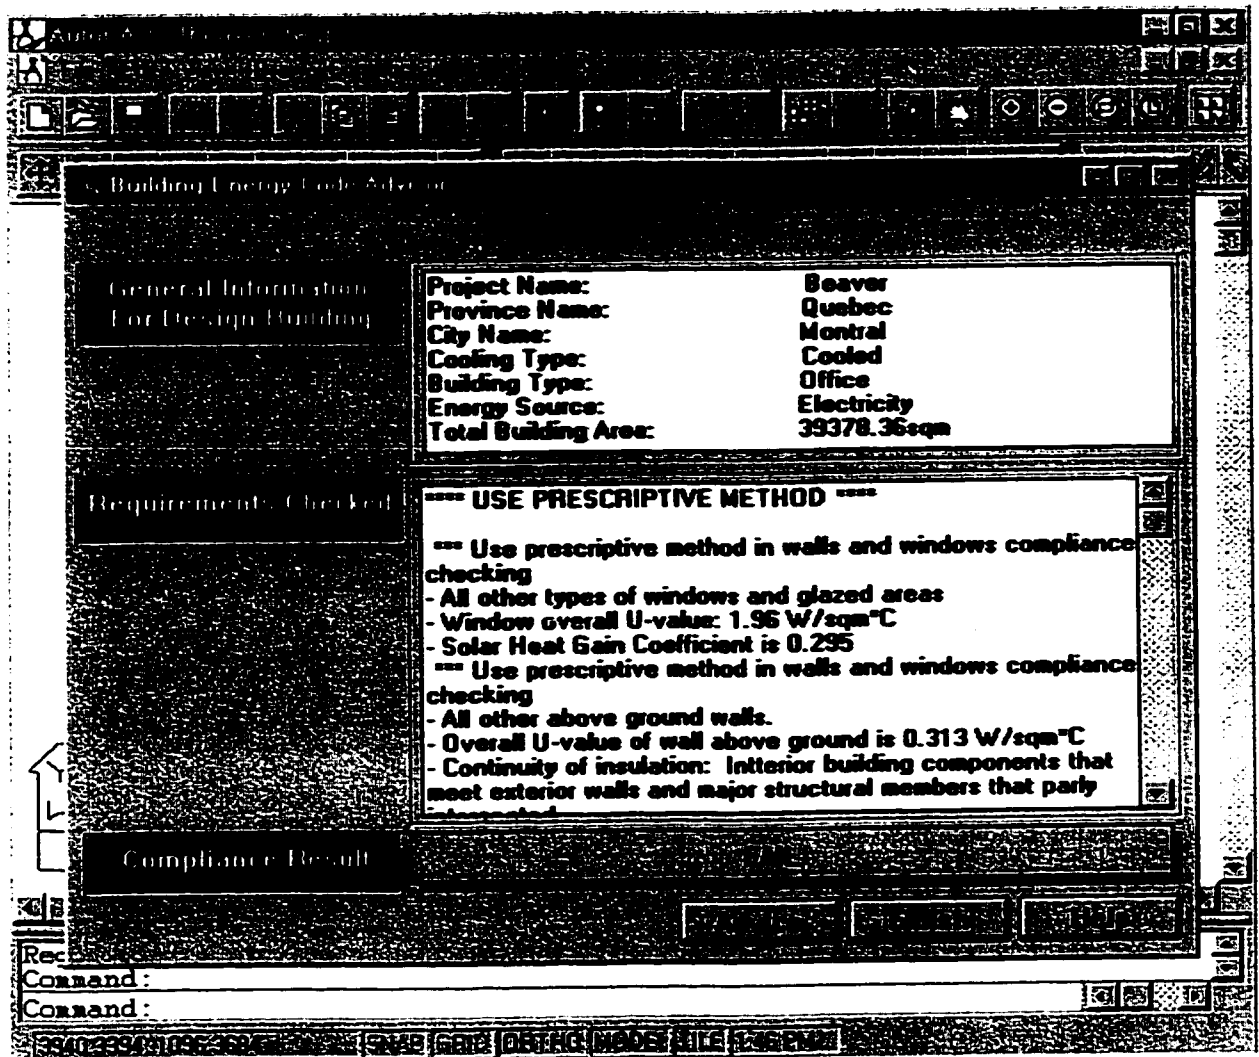 Building Energy Code Advisor
General Information
For Design Building
Project Name: Beaver
Province Name: Quebec
City Name: Montral
Cooling Type: Cooled
Building Type: Office
Energy Source: Electricity
Total Building Area: 39378.36sqm
Requirements Checked
**** USE PRESCRIPTIVE METHOD ****
*** Use prescriptive method in walls and windows compliance
checking
- All other types of windows and glazed areas
- Window overall U-value: 1.96 W/sqm°C
- Solar Heat Gain Coefficient is 0.295
*** Use prescriptive method in walls and windows compliance
checking
- All other above ground walls.
- Overall U-value of wall above ground is 0.313 W/sqm°C
- Continuity of insulation: Intterior building components that
meet exterior walls and major structural members that parly
Compliance Result
Help
Command:
Command:
SNAP GRID ORTHO MODEL TILE 1:46 PM